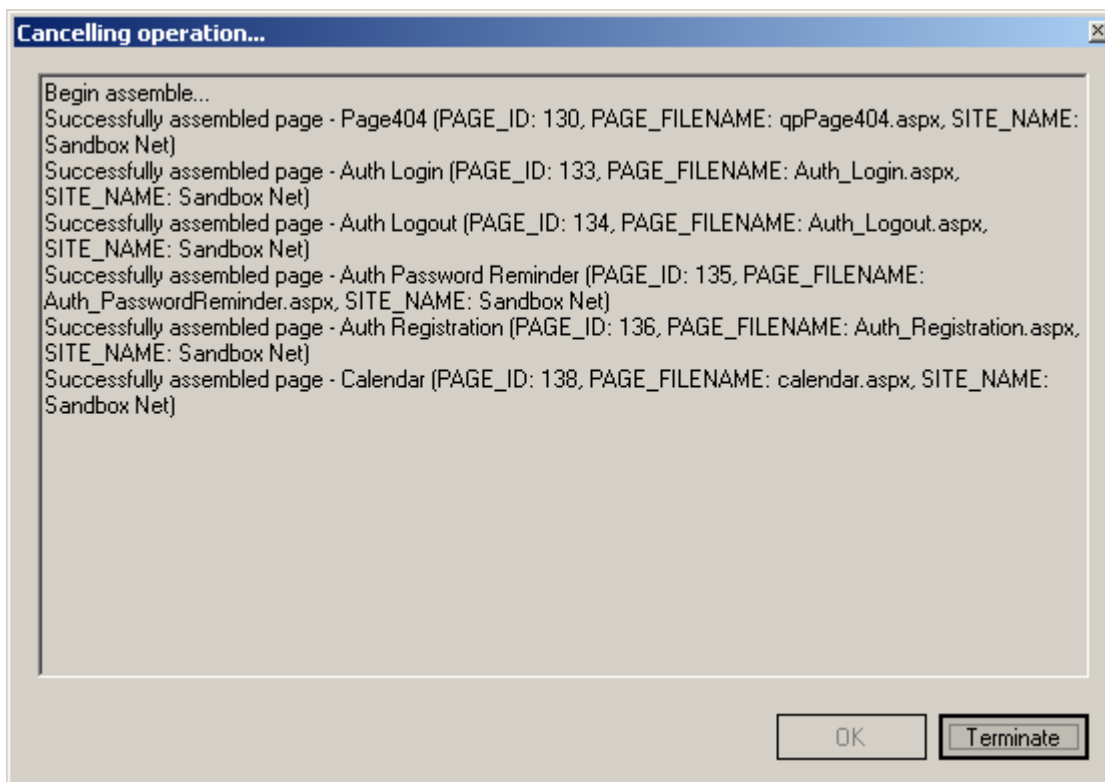 Cancelling operation...
Begin assemble...
Successfully assembled page - Page404 (PAGE_ID: 130, PAGE_FILENAME: qpPage404.aspx, SITE_NAME:
Sandbox Net)
Successfully assembled page - Auth Login (PAGE_ID: 133, PAGE_FILENAME: Auth_Login.aspx,
SITE_NAME: Sandbox Net)
Successfully assembled page - Auth Logout (PAGE_ID: 134, PAGE_FILENAME: Auth_Logout.aspx,
SITE_NAME: Sandbox Net)
Successfully assembled page - Auth Password Reminder (PAGE_ID: 135, PAGE_FILENAME:
Auth_PasswordReminder.aspx, SITE_NAME: Sandbox Net)
Successfully assembled page - Auth Registration (PAGE_ID: 136, PAGE_FILENAME: Auth_Registration.aspx,
SITE_NAME: Sandbox Net)
Successfully assembled page - Calendar (PAGE_ID: 138, PAGE_FILENAME: calendar.aspx, SITE_NAME:
Sandbox Net)
OK Terminate